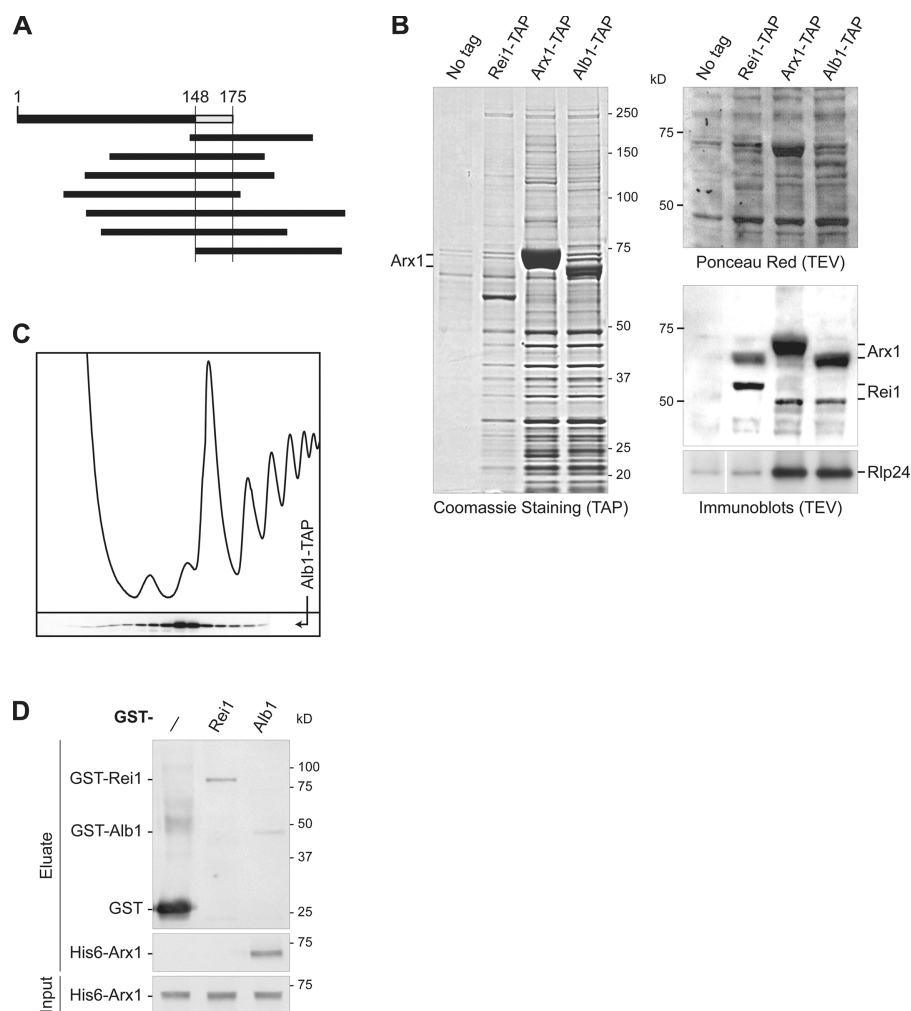 A
1
148
175
B
No tag
Rei1-TAP
Arx1-TAP
Alb1-TAP
kD
250
150
100
75
50
37
25
20
Arx1
Coomassie Staining (TAP)
No tag
Rei1-TAP
Arx1-TAP
Alb1-TAP
75
50
Ponceau Red (TEV)
75
50
Arx1
Rei1
Rlp24
Immunoblots (TEV)
C
Alb1-TAP
D
GST-
/
Rei1
Alb1
kD
Eluate
GST-Rei1
GST-Alb1
GST
100
75
50
37
25
His6-Arx1
75
Input
His6-Arx1
75